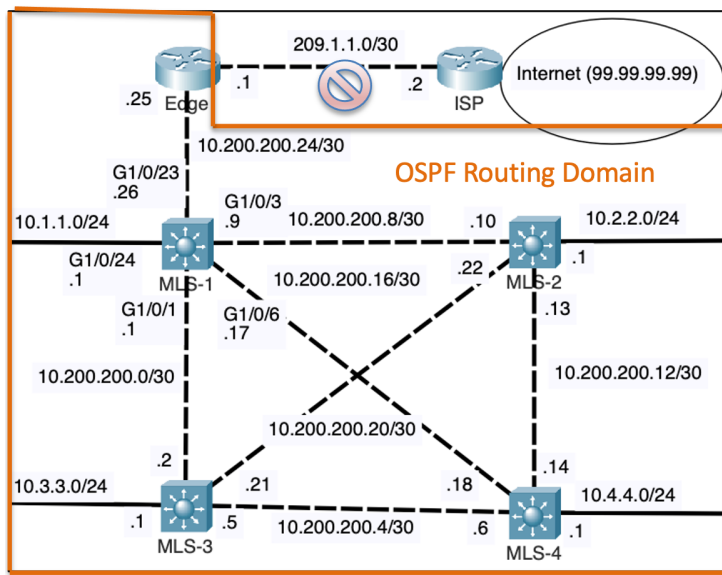 209.1.1.0/30
Internet (99.99.99.99)
.1
.2
Edge
ISP
.25
10.200.200.24/30
OSPF Routing Domain
G1/0/23
.26
G1/0/3
.9
10.1.1.0/24
10.200.200.8/30
.10
10.2.2.0/24
G1/0/24
.1
MLS-1
10.200.200.16/30
.22
MLS-2
.1
G1/0/1
.1
G1/0/6
.17
.13
10.200.200.0/30
10.200.200.12/30
10.200.200.20/30
.2
.14
10.3.3.0/24
.21
.18
10.4.4.0/24
.1
.5
10.200.200.4/30
.6
.1
MLS-3
MLS-4